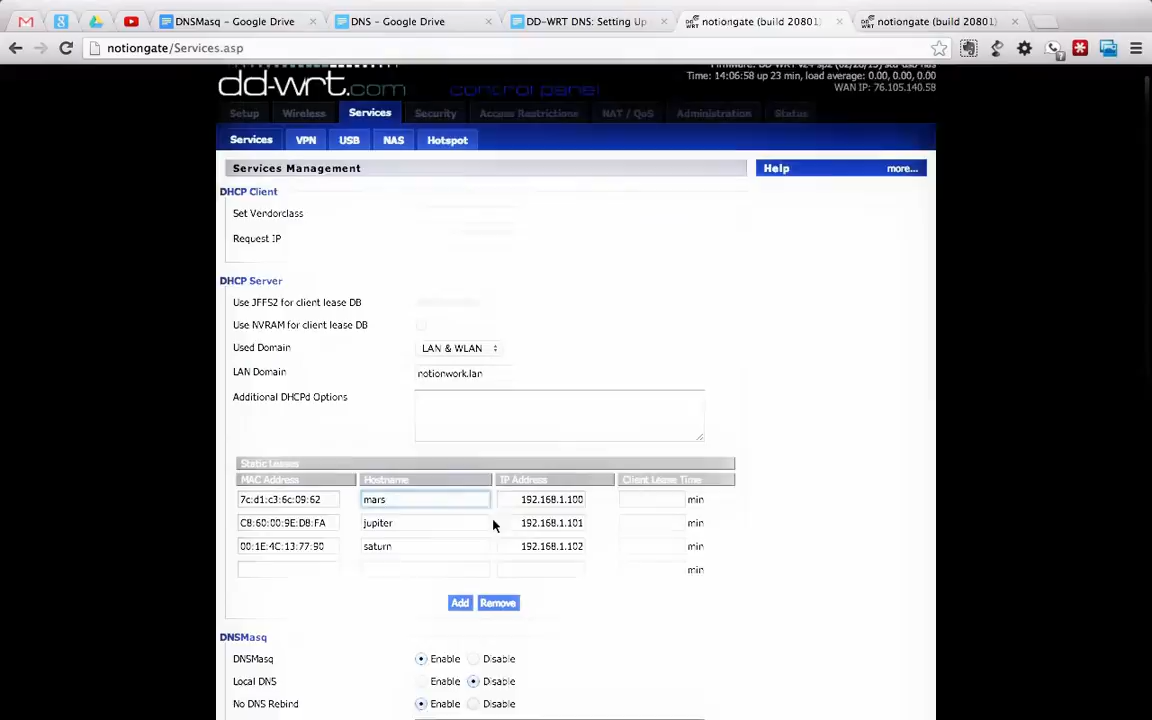 DNSMasq - Google Drive
DNS - Google Drive
DD-WRT DNS: Setting Up
notiongate (build 20801)
notiongate (build 20801)
notiongate/Services.asp
dd-wrt.com
control panel
Time: 14:06:58 up 23 min, load average: 0.00, 0.00, 0.00
WAN IP: 76.105.140.58
Setup Wireless Services Security Access Restrictions NAT / QoS Administration Status
Services VPN USB NAS Hotspot
Services Management
Help more...
DHCP Client
Set Vendorclass
Request IP
DHCP Server
Use JFFS2 for client lease DB
Use NVRAM for client lease DB
Used Domain LAN & WLAN
LAN Domain notionwork.lan
Additional DHCPd Options
Static Leases
MAC Address Hostname IP Address Client Lease Time
7c:d1:c3:6c:09:62 mars 192.168.1.100 min
C8:60:00:9E:D8:FA jupiter 192.168.1.101 min
00:1E:4C:13:77:90 saturn 192.168.1.102 min
min
Add Remove
DNSMasq
DNSMasq Enable Disable
Local DNS Enable Disable
No DNS Rebind Enable Disable